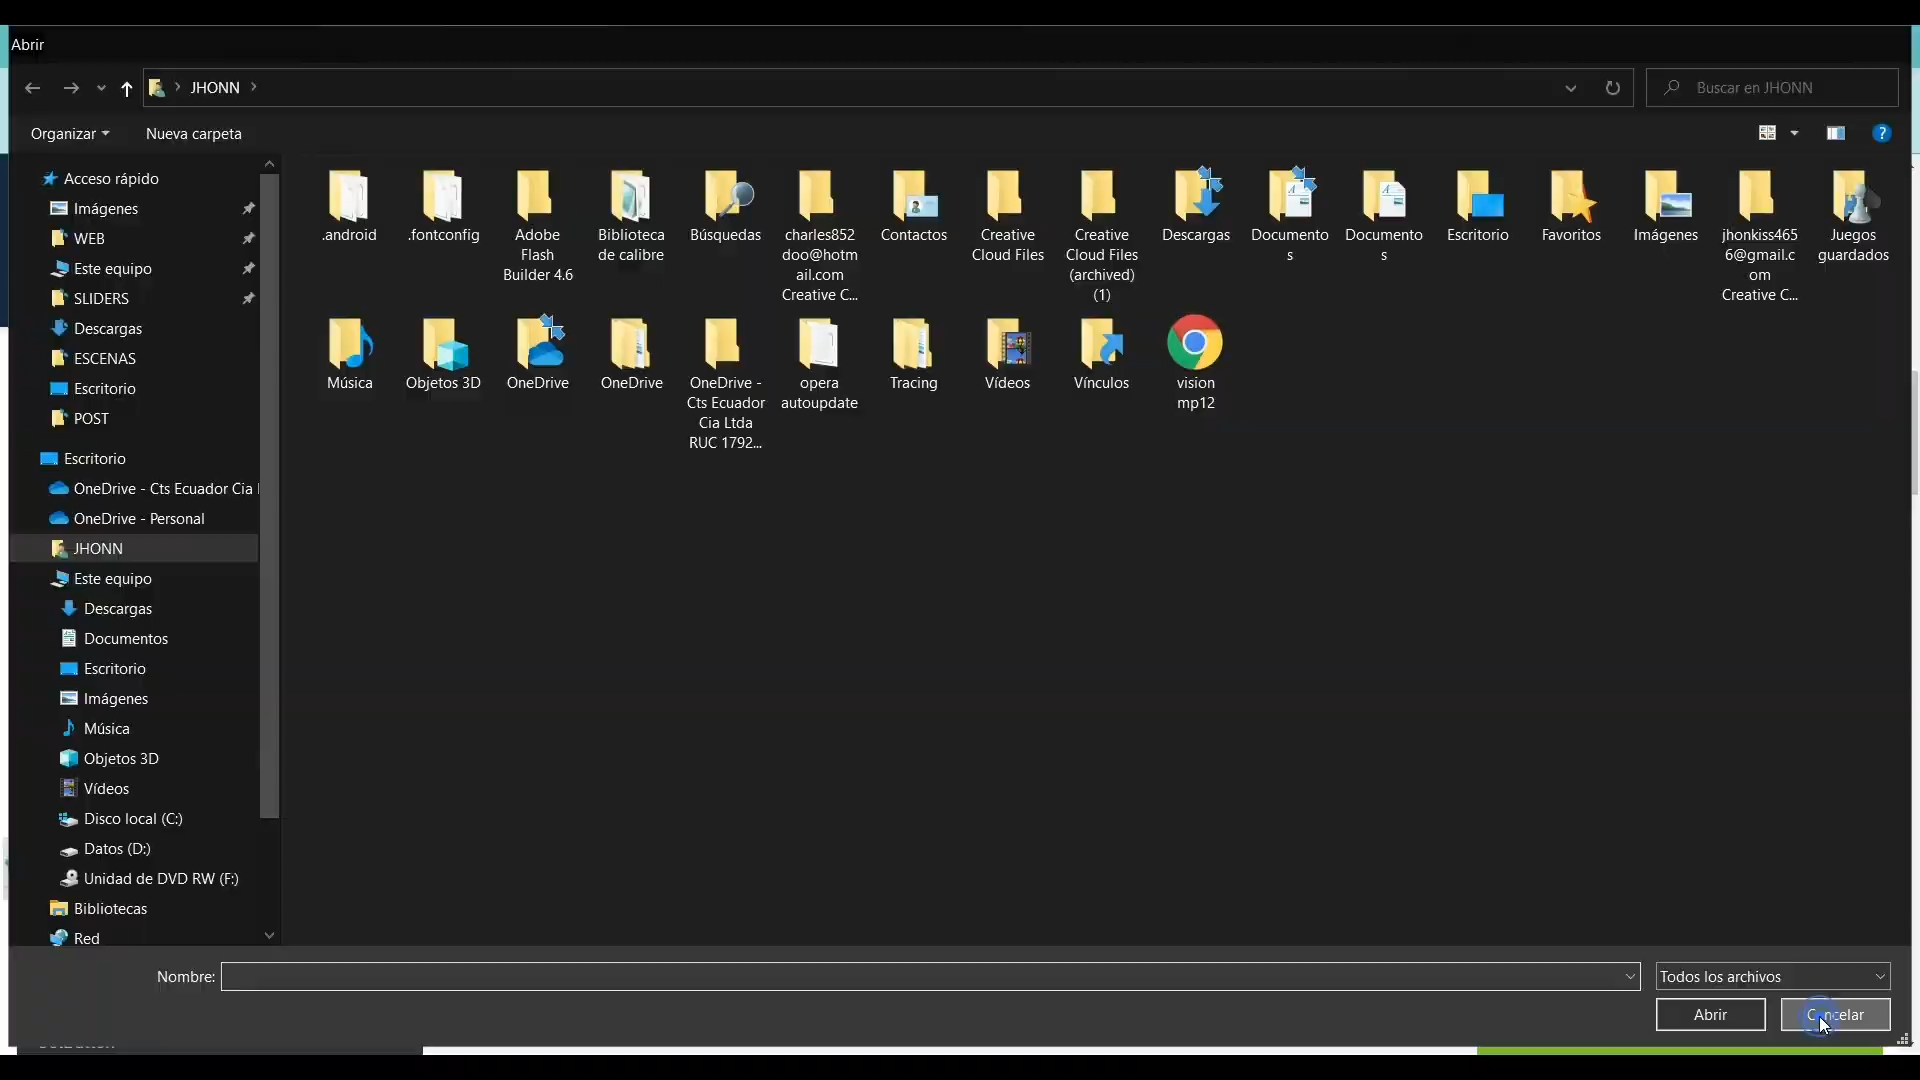 Abrir
JHONN
Buscar en JHONN
Organizar
Nueva carpeta
Acceso rápido
Imágenes
WEB
Este equipo
SLIDERS
Descargas
ESCENAS
Escritorio
POST
Escritorio
OneDrive - Cts Ecuador Cia
OneDrive - Personal
JHONN
Este equipo
Descargas
Documentos
Escritorio
Imágenes
Música
Objetos 3D
Vídeos
Disco local (C:)
Datos (D:)
Unidad de DVD RW (F:)
Bibliotecas
Red
.android
.fontconfig
Adobe
Flash
Builder 4.6
Biblioteca
de calibre
Búsquedas
charles852
doo@hotm
ail.com
Creative C...
Contactos
Creative
Cloud Files
Creative
Cloud Files
(archived)
(1)
Descargas
Documento
s
Documento
s
Escritorio
Favoritos
Imágenes
jhonkiss465
6@gmail.c
om
Creative C...
Juegos
guardados
Música
Objetos 3D
OneDrive
OneDrive
OneDrive -
Cts Ecuador
Cia Ltda
RUC 1792...
opera
autoupdate
Tracing
Vídeos
Vínculos
vision
mp12
Nombre:
Todos los archivos
Abrir
Cancelar